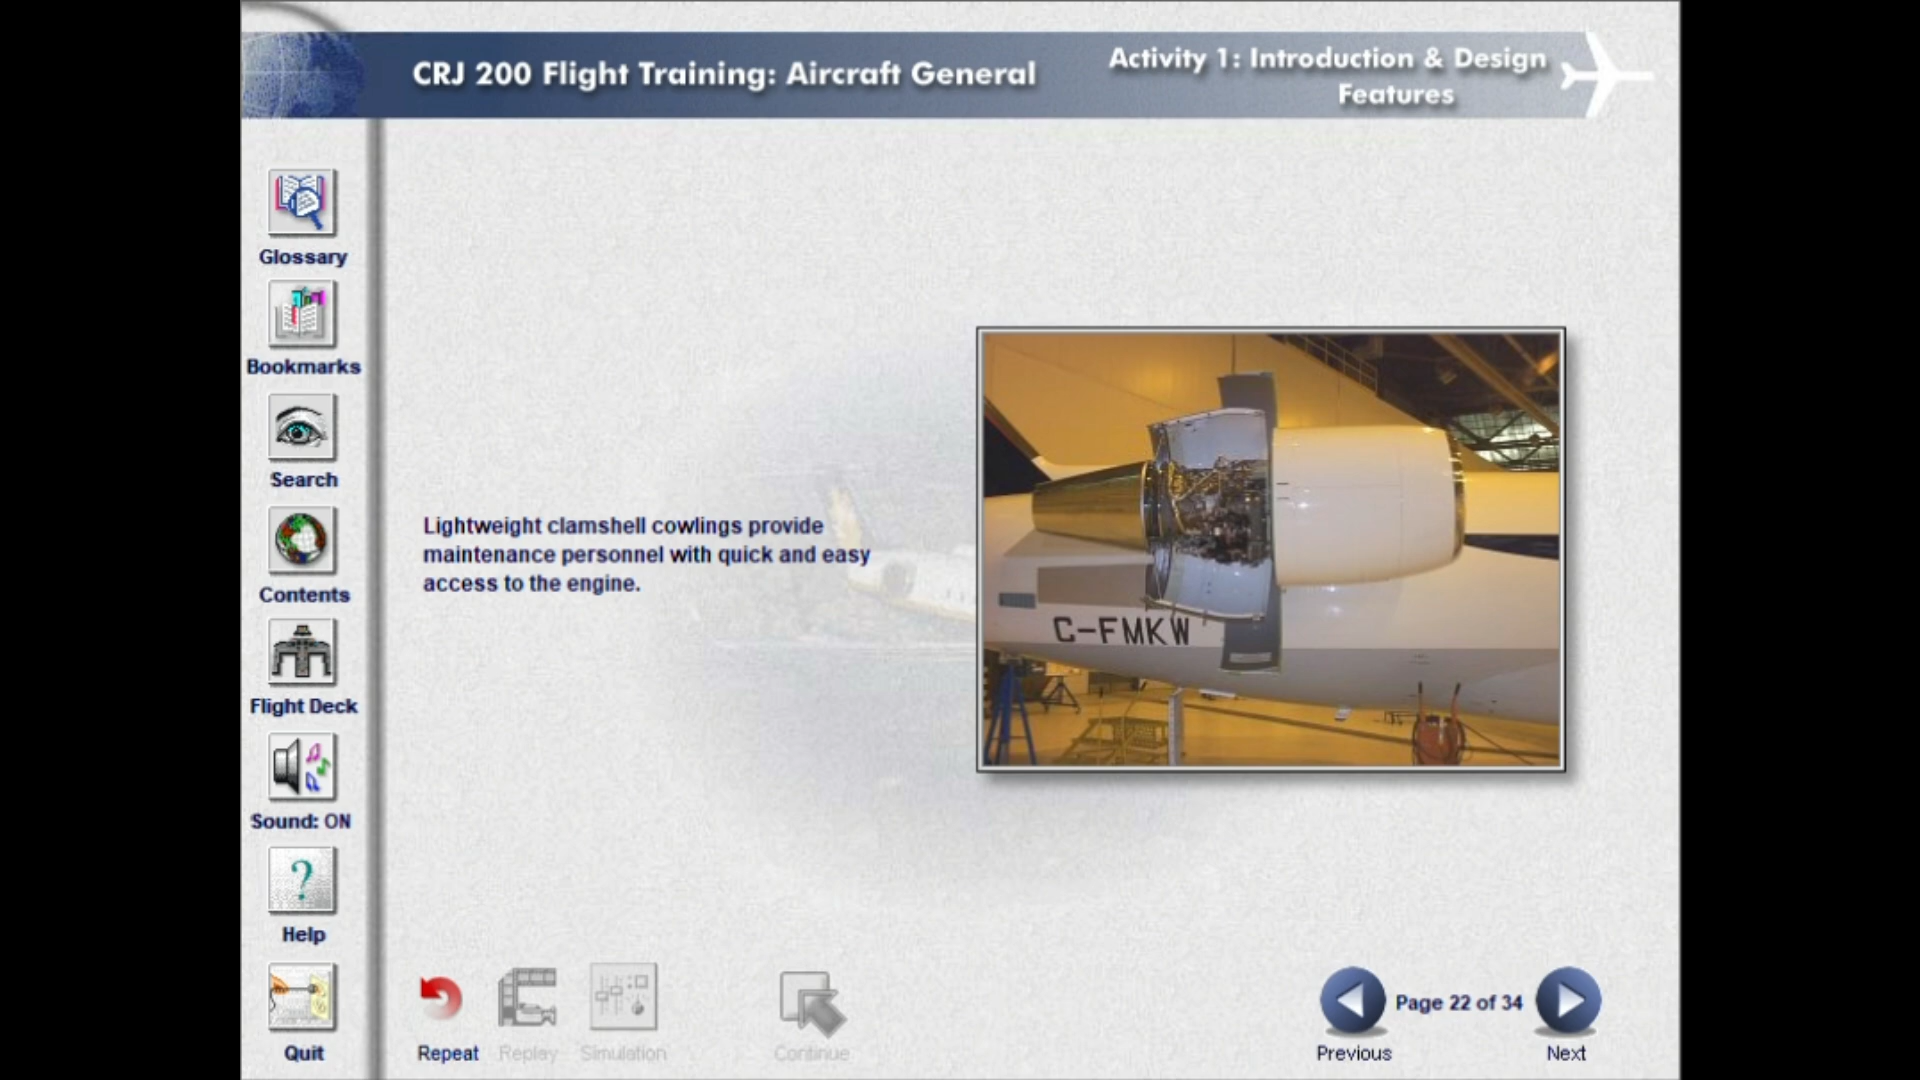 CRJ 200 Flight Training: Aircraft General
Activity 1: Introduction & Design
Features
Glossary
Bookmarks
Search
Contents
Flight Deck
Sound: ON
?
Help
Quit
Lightweight clamshell cowlings provide
maintenance personnel with quick and easy
access to the engine.
C-FMKW
Repeat
Replay
Simulation
Continue
Previous
Page 22 of 34
Next